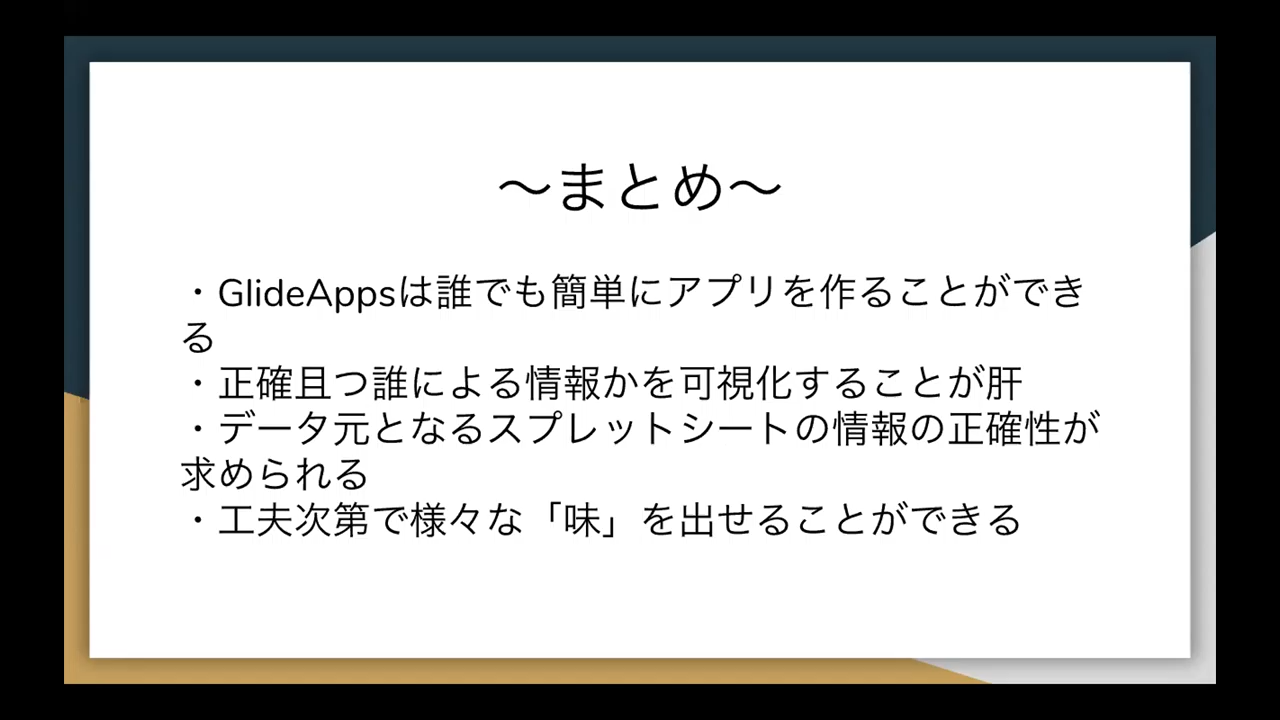 〜まとめ〜
・GlideAppsは誰でも簡単にアプリを作ることができ
る
・正確且つ誰による情報かを可視化することが肝
・データ元となるスプレットシートの情報の正確性が
求められる
・工夫次第で様々な「味」を出せることができる